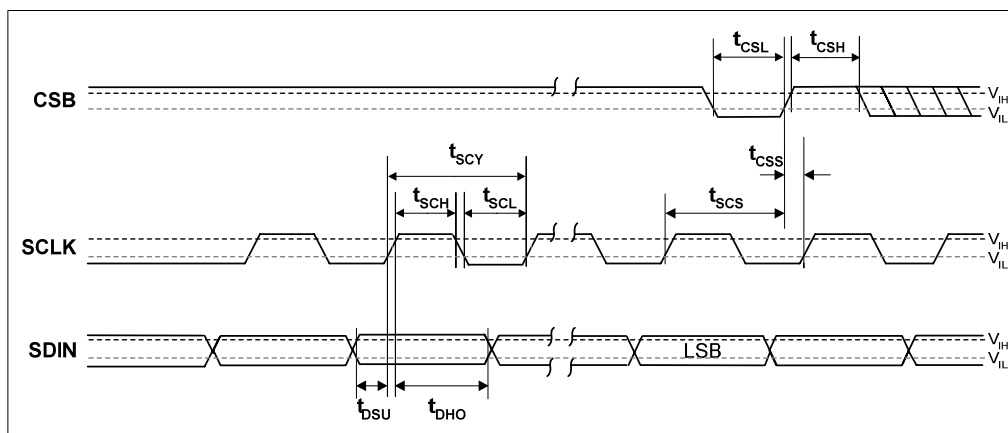 tCSL tCSH
CSB
VIH
VIL
tSCY
tCSS
tSCH tSCL
tSCS
SCLK
VIH
VIL
SDIN
LSB
VIH
VIL
tDSU tDHO